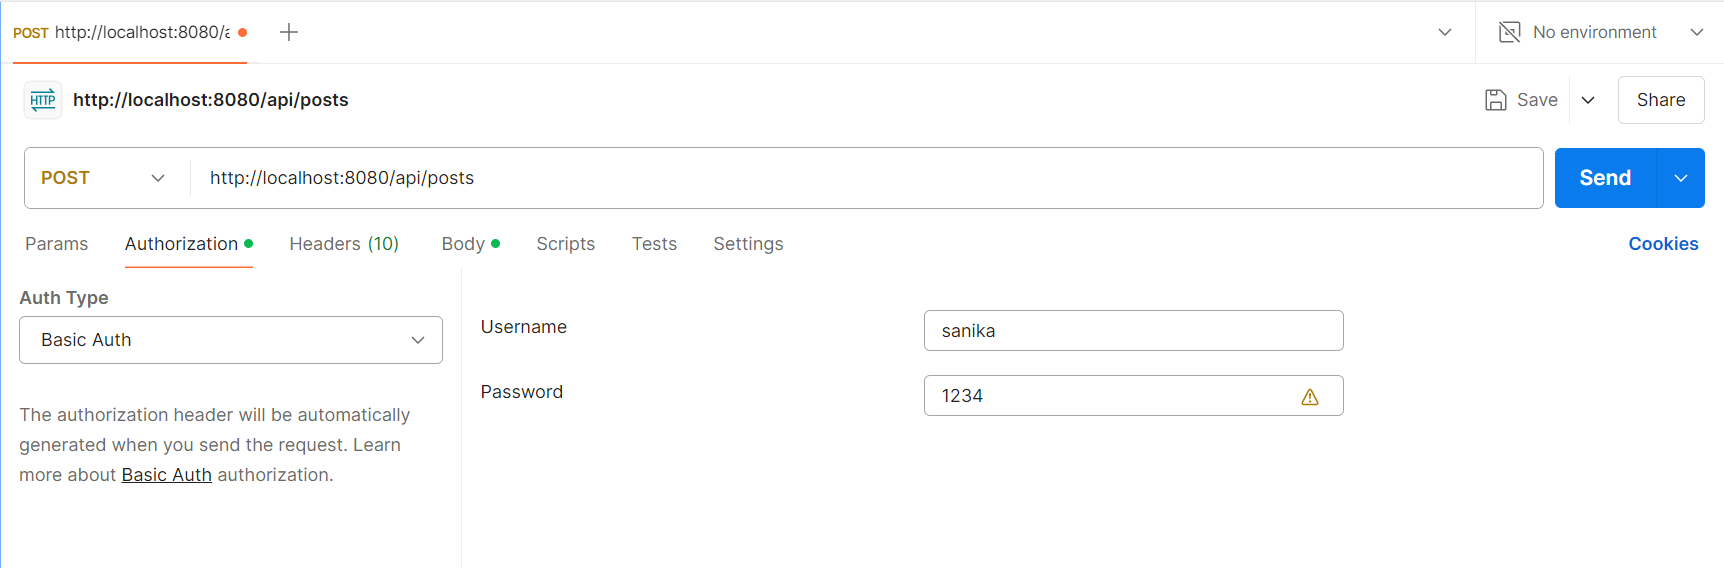 POST http://localhost:8080/a
No environment
HTTP http://localhost:8080/api/posts
Save
Share
POST http://localhost:8080/api/posts
Send
Params Authorization Headers (10) Body Scripts Tests Settings Cookies
Auth Type
Basic Auth
The authorization header will be automatically
generated when you send the request. Learn
more about Basic Auth authorization.
Username sanika
Password 1234